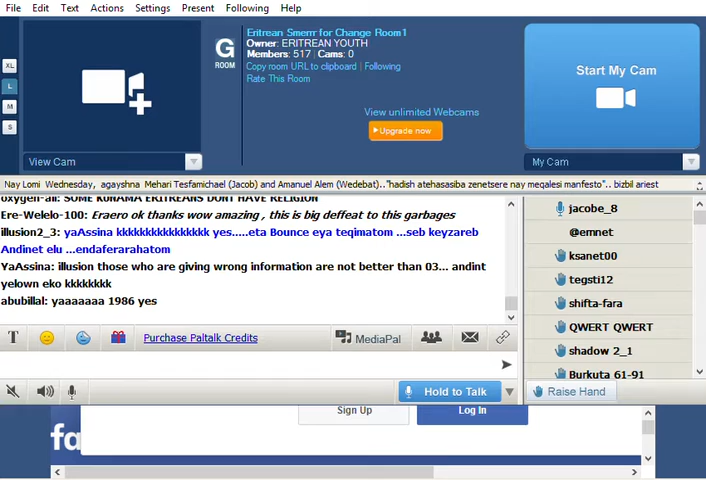 File Edit Text Actions Settings Present Following Help
XL
L
M
S
View Cam
G
ROOM
Eritrean Smerrr for Change Room1
Owner: ERITREAN YOUTH
Members: 517 Cams: 0
Copy room URL to clipboard | Following
Rate This Room
View unlimited Webcams
Upgrade now
Start My Cam
My Cam
Nay Lomi Wednesday, agayshna Mehari Tesfamichael (Jacob) and Amanuel Alem (Wedebat).."hadish atehasasiba zenetsere nay meqalesi manfesto".. bizbil ariest
oxygen-all: SOME KUNAMA ERITREANS DONT HAVE RELIGION
Ere-Welelo-100: Eraero ok thanks wow amazing , this is big deffeat to this garbages
illusion2_3: yaAssina kkkkkkkkkkkkkkkk yes.....eta Bounce eya teqimatom ...seb keyzareb
Andinet elu ...endaferarahatom
YaAssina: illusion those who are giving wrong information are not better than 03... andint
yelown eko kkkkkkkk
abubillal: yaaaaaaa 1986 yes
jacobe_8
@emnet
ksanet00
tegsti12
shifta-fara
QWERT QWERT
shadow 2_1
Burkuta 61-91
T
Purchase Paltalk Credits
MediaPal
Hold to Talk
Raise Hand
Sign Up
Log In
fa